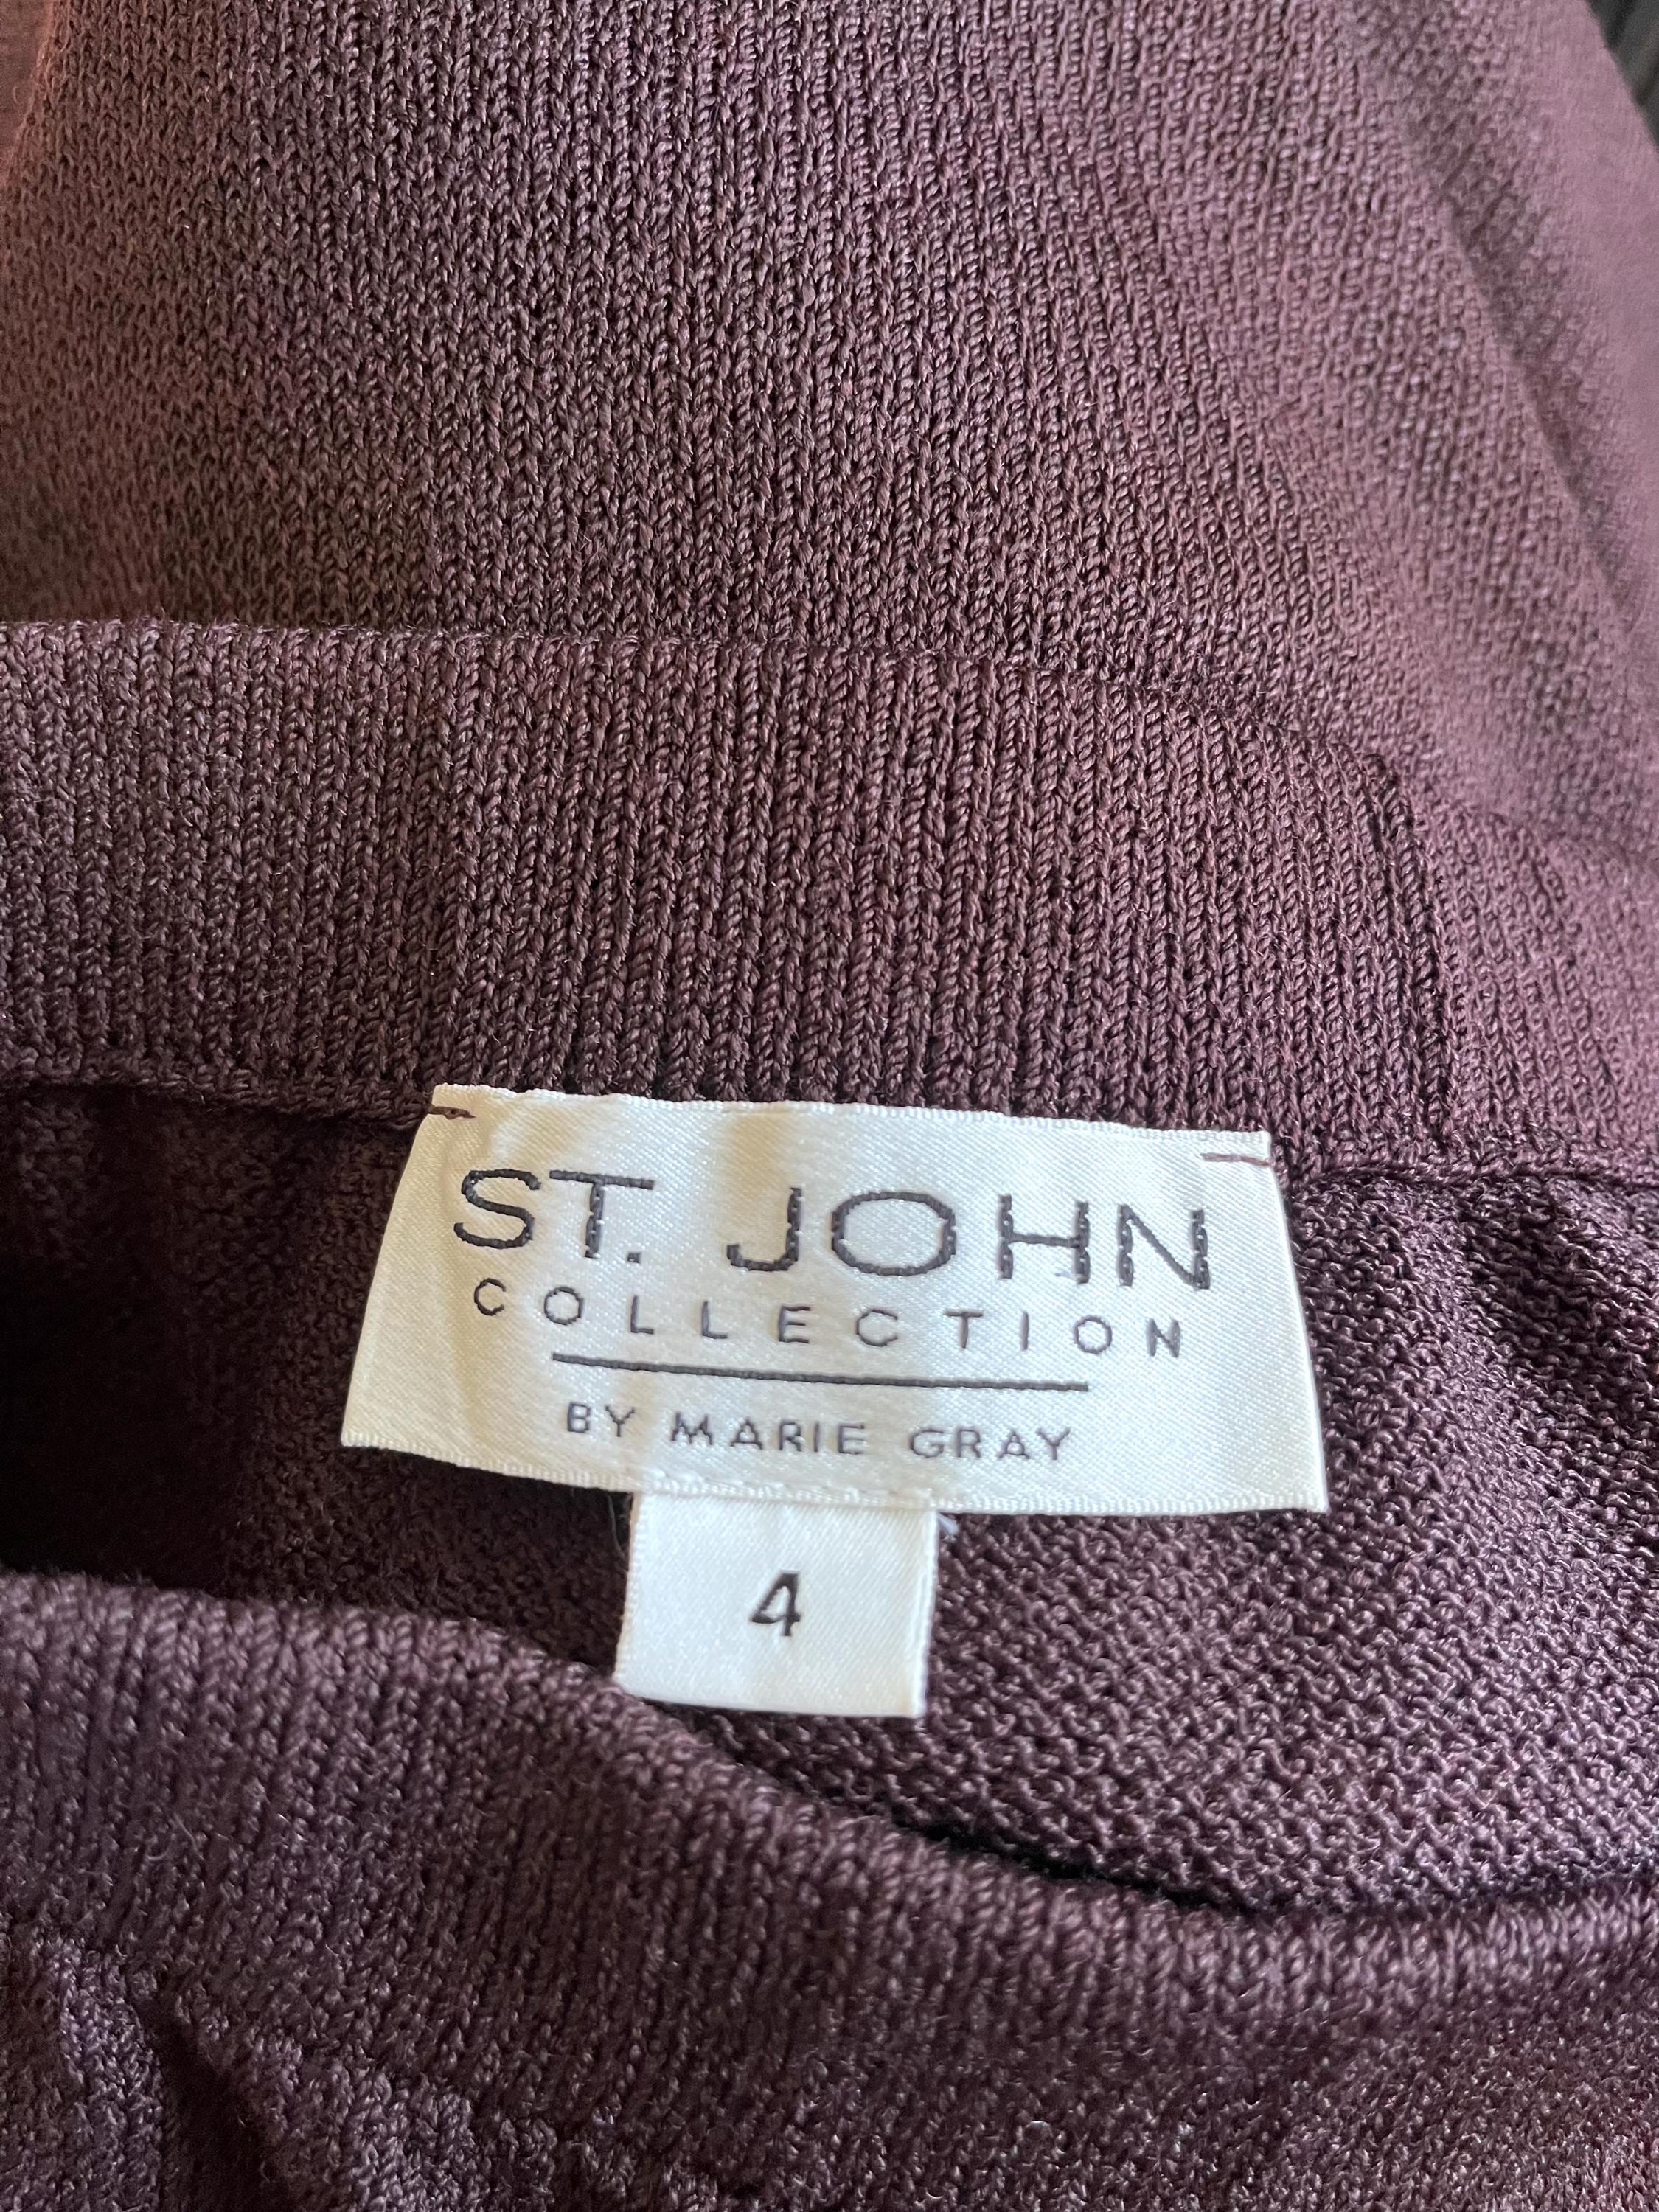 ST. JOHN
COLLECTION
BY MARIE GRAY
4